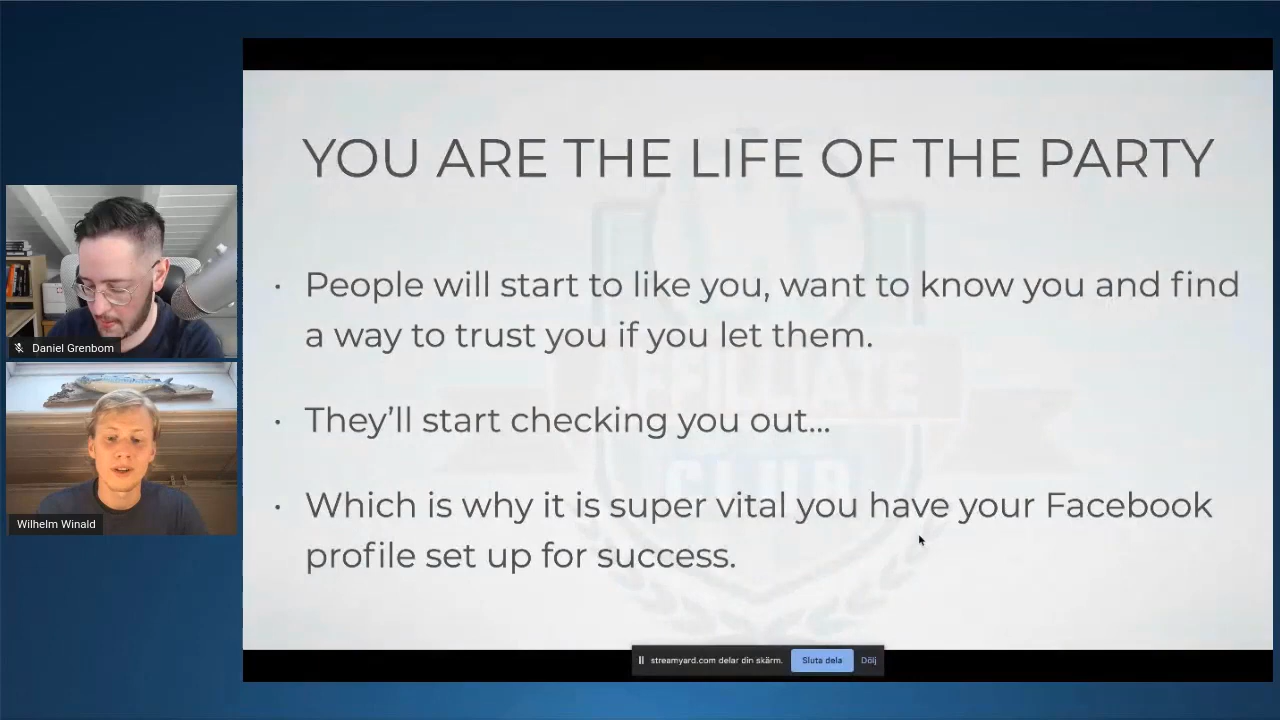 YOU ARE THE LIFE OF THE PARTY
• People will start to like you, want to know you and find
a way to trust you if you let them.
• They’ll start checking you out…
• Which is why it is super vital you have your Facebook
profile set up for success.
AFFILIATE
CLUB
Daniel Grenbom
Wilhelm Winald
streamyard.com delar din skärm.
Sluta dela
Dölj